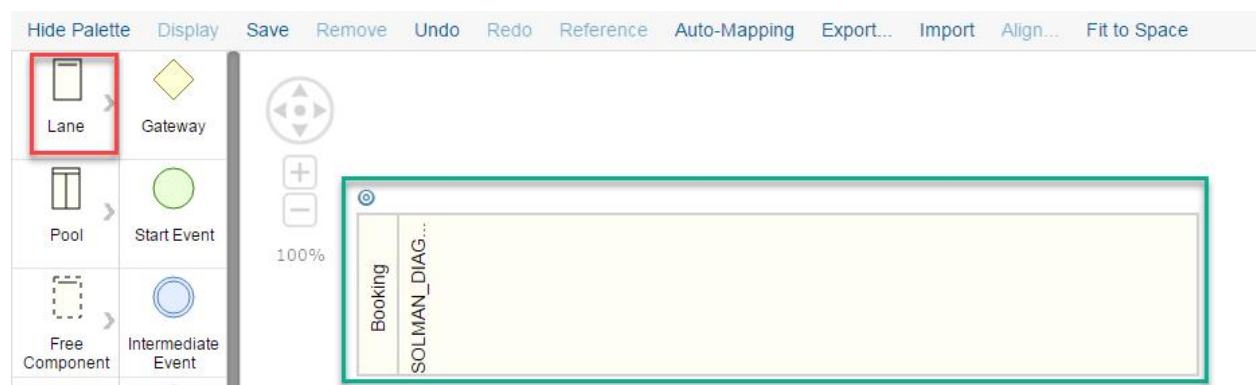 Hide Palette Display Save Remove Undo Redo Reference Auto-Mapping Export... Import Align... Fit to Space
Lane
Gateway
Pool
Start Event
Free
Component
Intermediate
Event
100%
Booking
SOLMAN_DIAG...